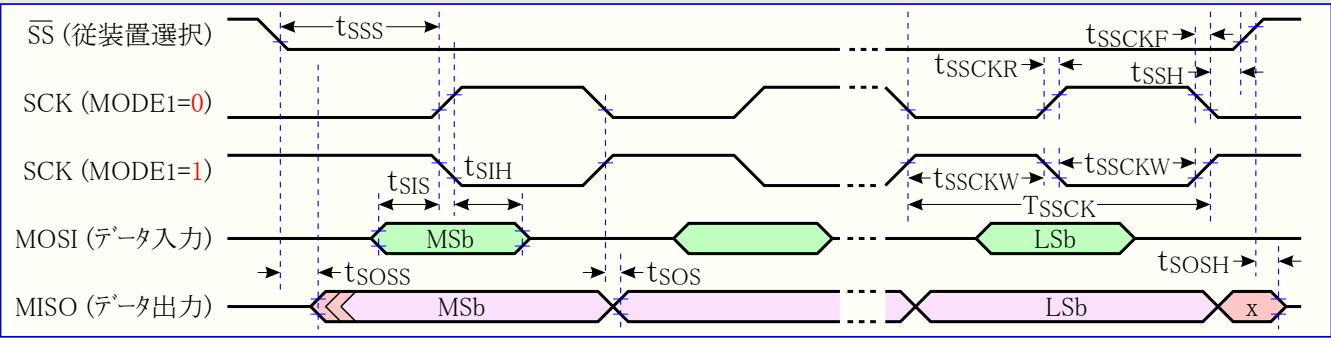 SS (従装置選択) tSSS tSSCKF
tSSCKR tSSH
SCK (MODE1=0)
SCK (MODE1=1) tSIH tSSCKW
tSIS tSSCKW
TSSCK
MOSI (データ入力) MSb LSb
tSOSS tSOS tSOSH
MISO (データ出力) MSb LSb x